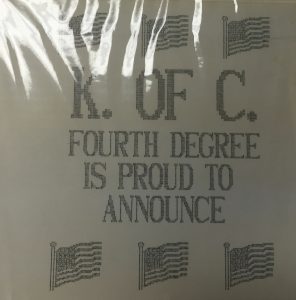 K. OF C.
FOURTH DEGREE
IS PROUD TO
ANNOUNCE